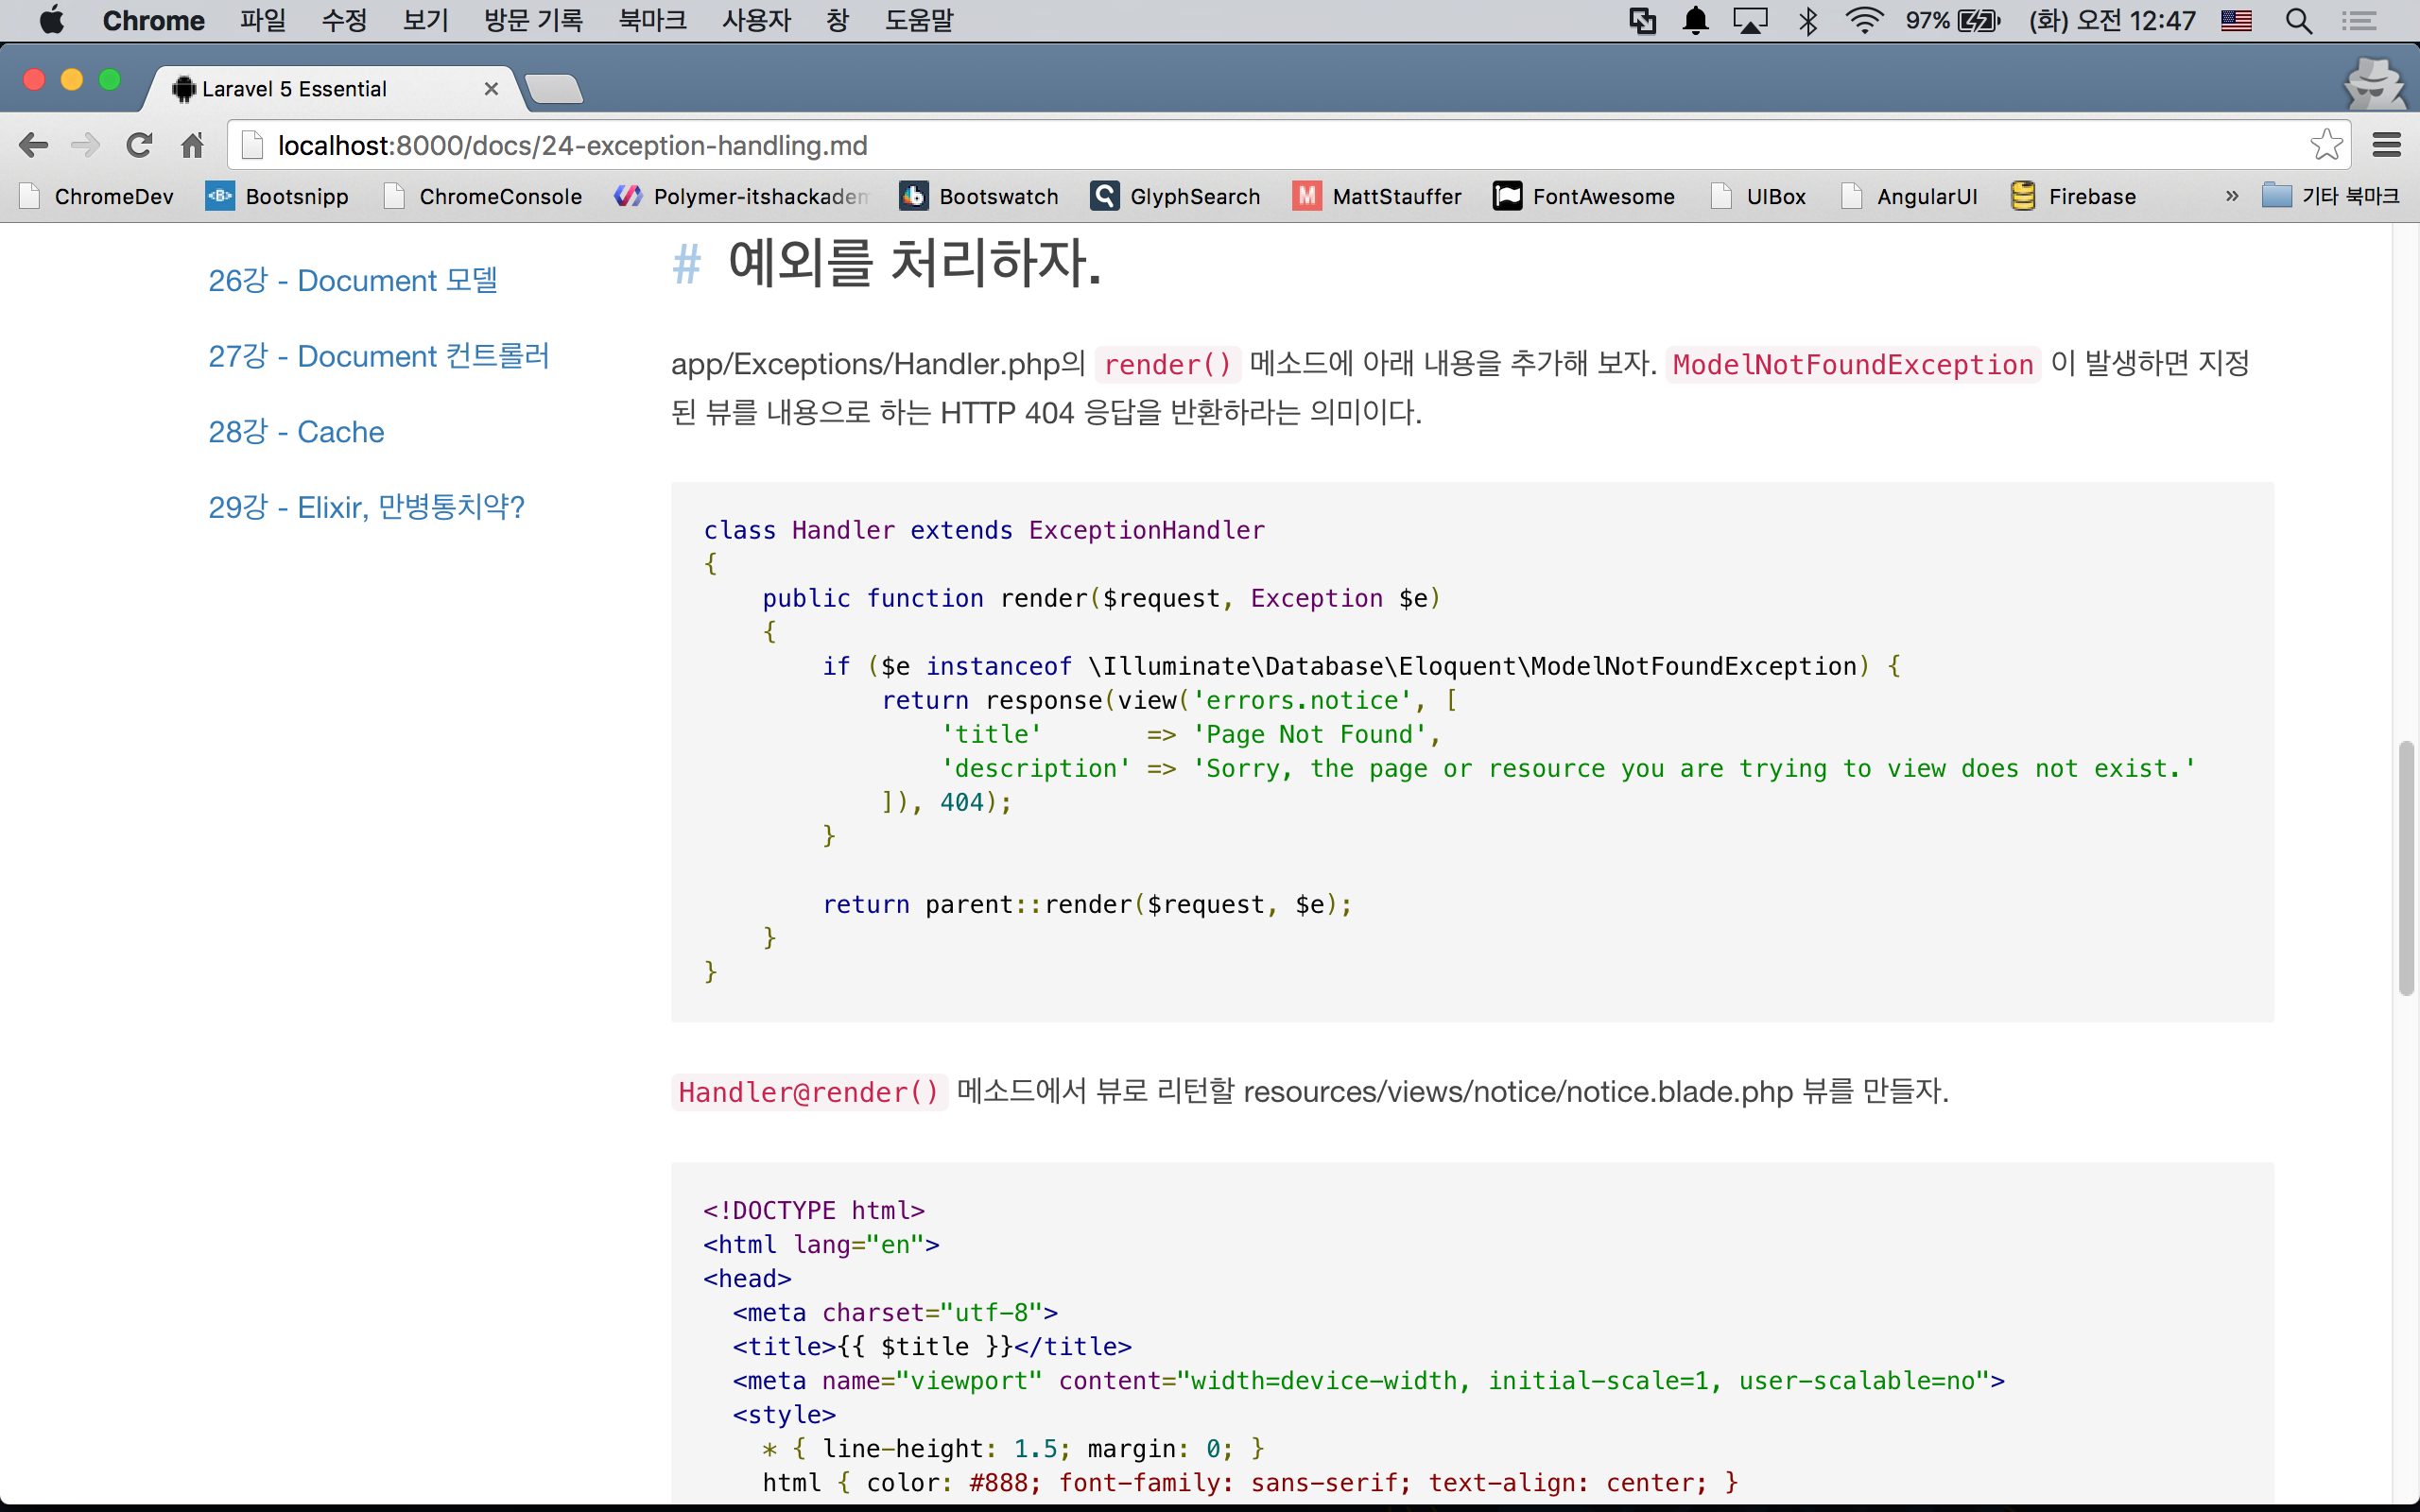 Chrome 파일 수정 보기 방문 기록 북마크 사용자 창 도움말 97% (화) 오전 12:47
Laravel 5 Essential
localhost:8000/docs/24-exception-handling.md
ChromeDev Bootsnipp ChromeConsole Polymer-itshackadem Bootswatch GlyphSearch MattStauffer FontAwesome UIBox AngularUI Firebase » 기타 북마크
26강 - Document 모델
27강 - Document 컨트롤러
28강 - Cache
29강 - Elixir, 만병통치약?
# 예외를 처리하자.
app/Exceptions/Handler.php의 render() 메소드에 아래 내용을 추가해 보자. ModelNotFoundException 이 발생하면 지정
된 뷰를 내용으로 하는 HTTP 404 응답을 반환하라는 의미이다.
class Handler extends ExceptionHandler
{
    public function render($request, Exception $e)
    {
        if ($e instanceof \Illuminate\Database\Eloquent\ModelNotFoundException) {
            return response(view('errors.notice', [
                'title'       => 'Page Not Found',
                'description' => 'Sorry, the page or resource you are trying to view does not exist.'
            ]), 404);
        }
        return parent::render($request, $e);
    }
}
Handler@render() 메소드에서 뷰로 리턴할 resources/views/notice/notice.blade.php 뷰를 만들자.
<!DOCTYPE html>
<html lang="en">
<head>
  <meta charset="utf-8">
  <title>{{ $title }}</title>
  <meta name="viewport" content="width=device-width, initial-scale=1, user-scalable=no">
  <style>
    * { line-height: 1.5; margin: 0; }
    html { color: #888; font-family: sans-serif; text-align: center; }